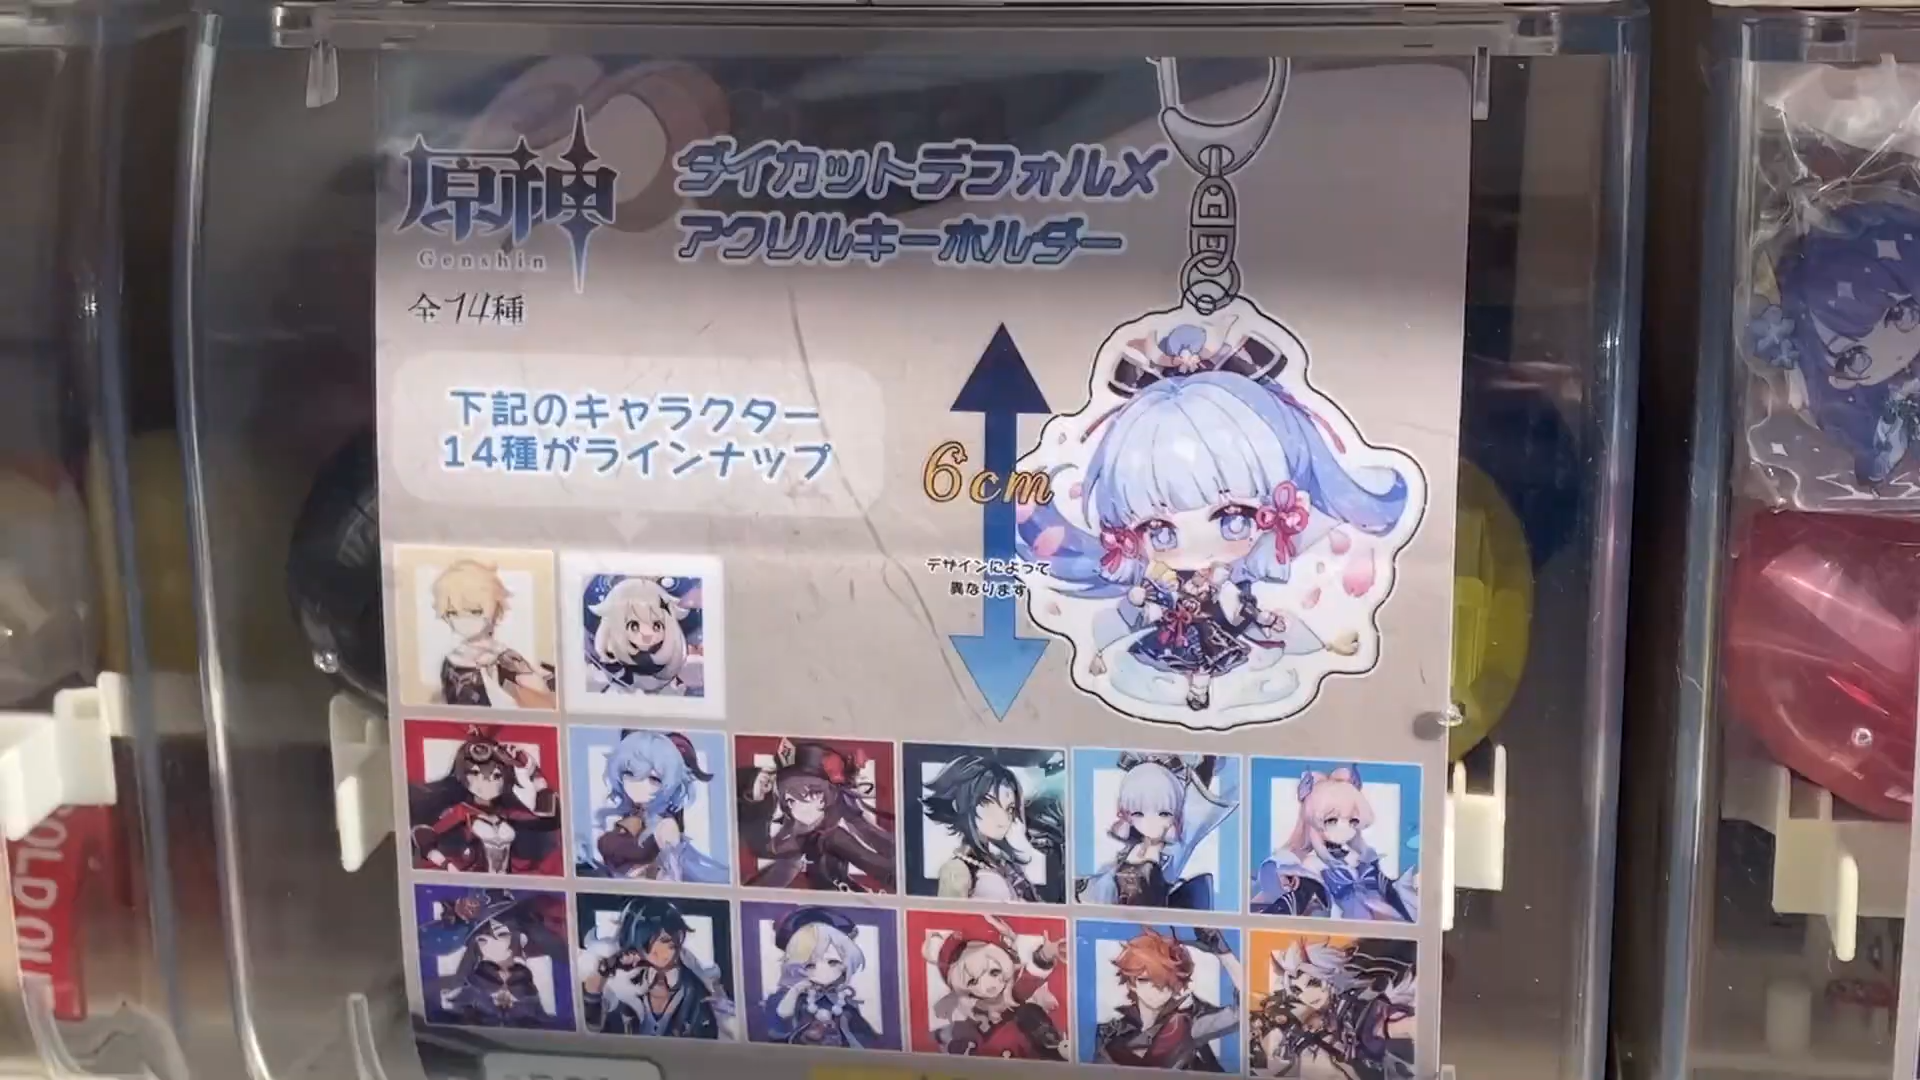 原神
Genshin
ダイカットデフォルメ
アクリルキーホルダー
全14種
下記のキャラクター
14種がラインナップ
6cm
デザインによって
異なります